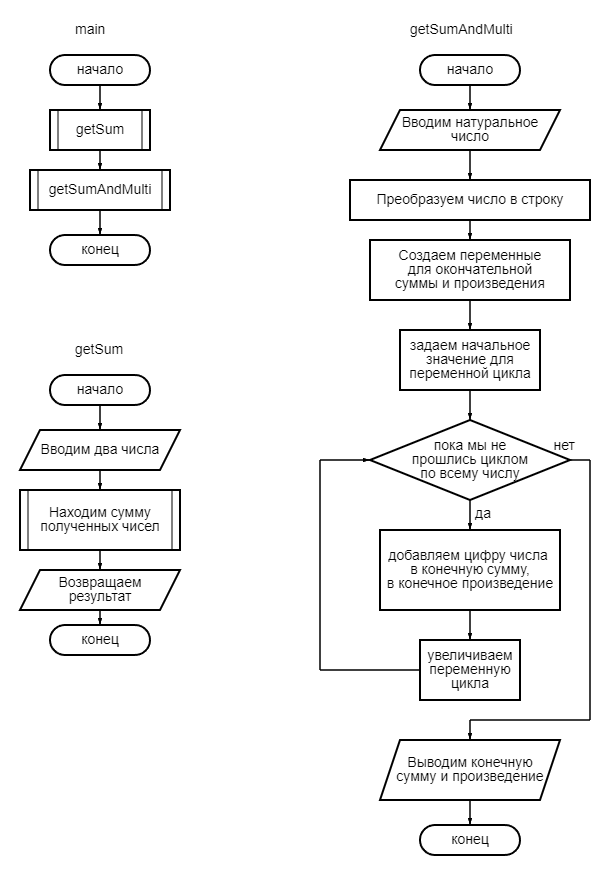 main
начало
getSum
getSumAndMulti
конец
getSum
начало
Вводим два числа
Находим сумму
полученных чисел
Возвращаем
результат
конец
getSumAndMulti
начало
Вводим натуральное
число
Преобразуем число в строку
Создаем переменные
для окончательной
суммы и произведения
задаем начальное
значение для
переменной цикла
пока мы не
прошлись циклом
по всему числу
нет
да
добавляем цифру числа
в конечную сумму,
в конечное произведение
увеличиваем
переменную
цикла
Выводим конечную
сумму и произведение
конец